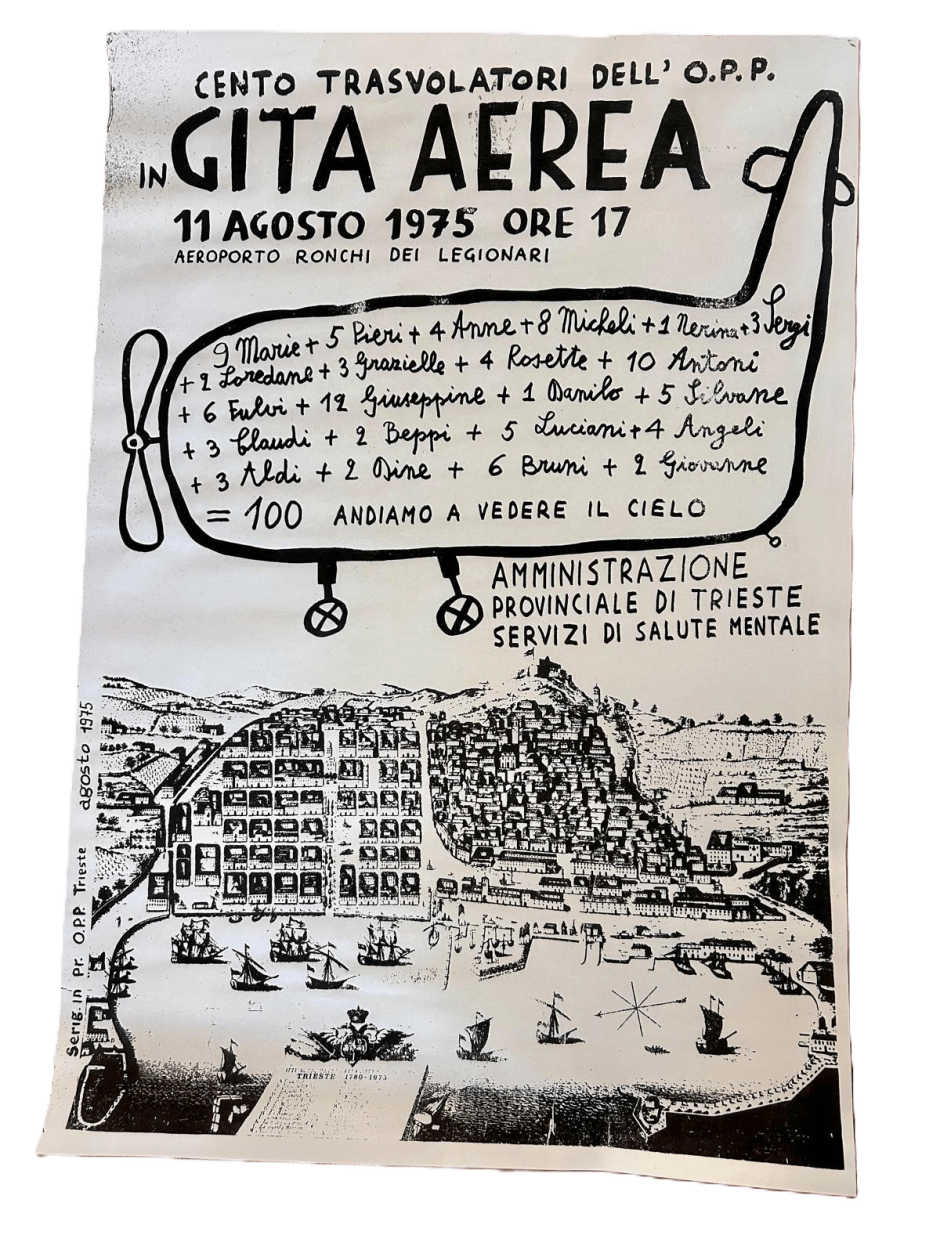 CENTO TRASVOLATORI DELL' O.P.P.
IN GITA AEREA
11 AGOSTO 1975 ORE 17
AEROPORTO RONCHI DEI LEGIONARI
9 Marie + 5 Pieri + 4 Anne + 8 Micheli + 1 Nerina + 3 Sergi
+ 2 Loredane + 3 Grazielle + 4 Rosette + 10 Antoni
+ 6 Fulvi + 12 Giuseppine + 1 Danilo + 5 Silvane
+ 3 Claudi + 2 Beppi + 5 Luciani + 4 Angeli
+ 3 Aldi + 2 Dine + 6 Bruni + 2 Giovanne
= 100 ANDIAMO A VEDERE IL CIELO
AMMINISTRAZIONE
PROVINCIALE DI TRIESTE
SERVIZI DI SALUTE MENTALE
Serig. in Pr. O.P.P. Trieste agosto 1975
TRIESTE 1780-1975